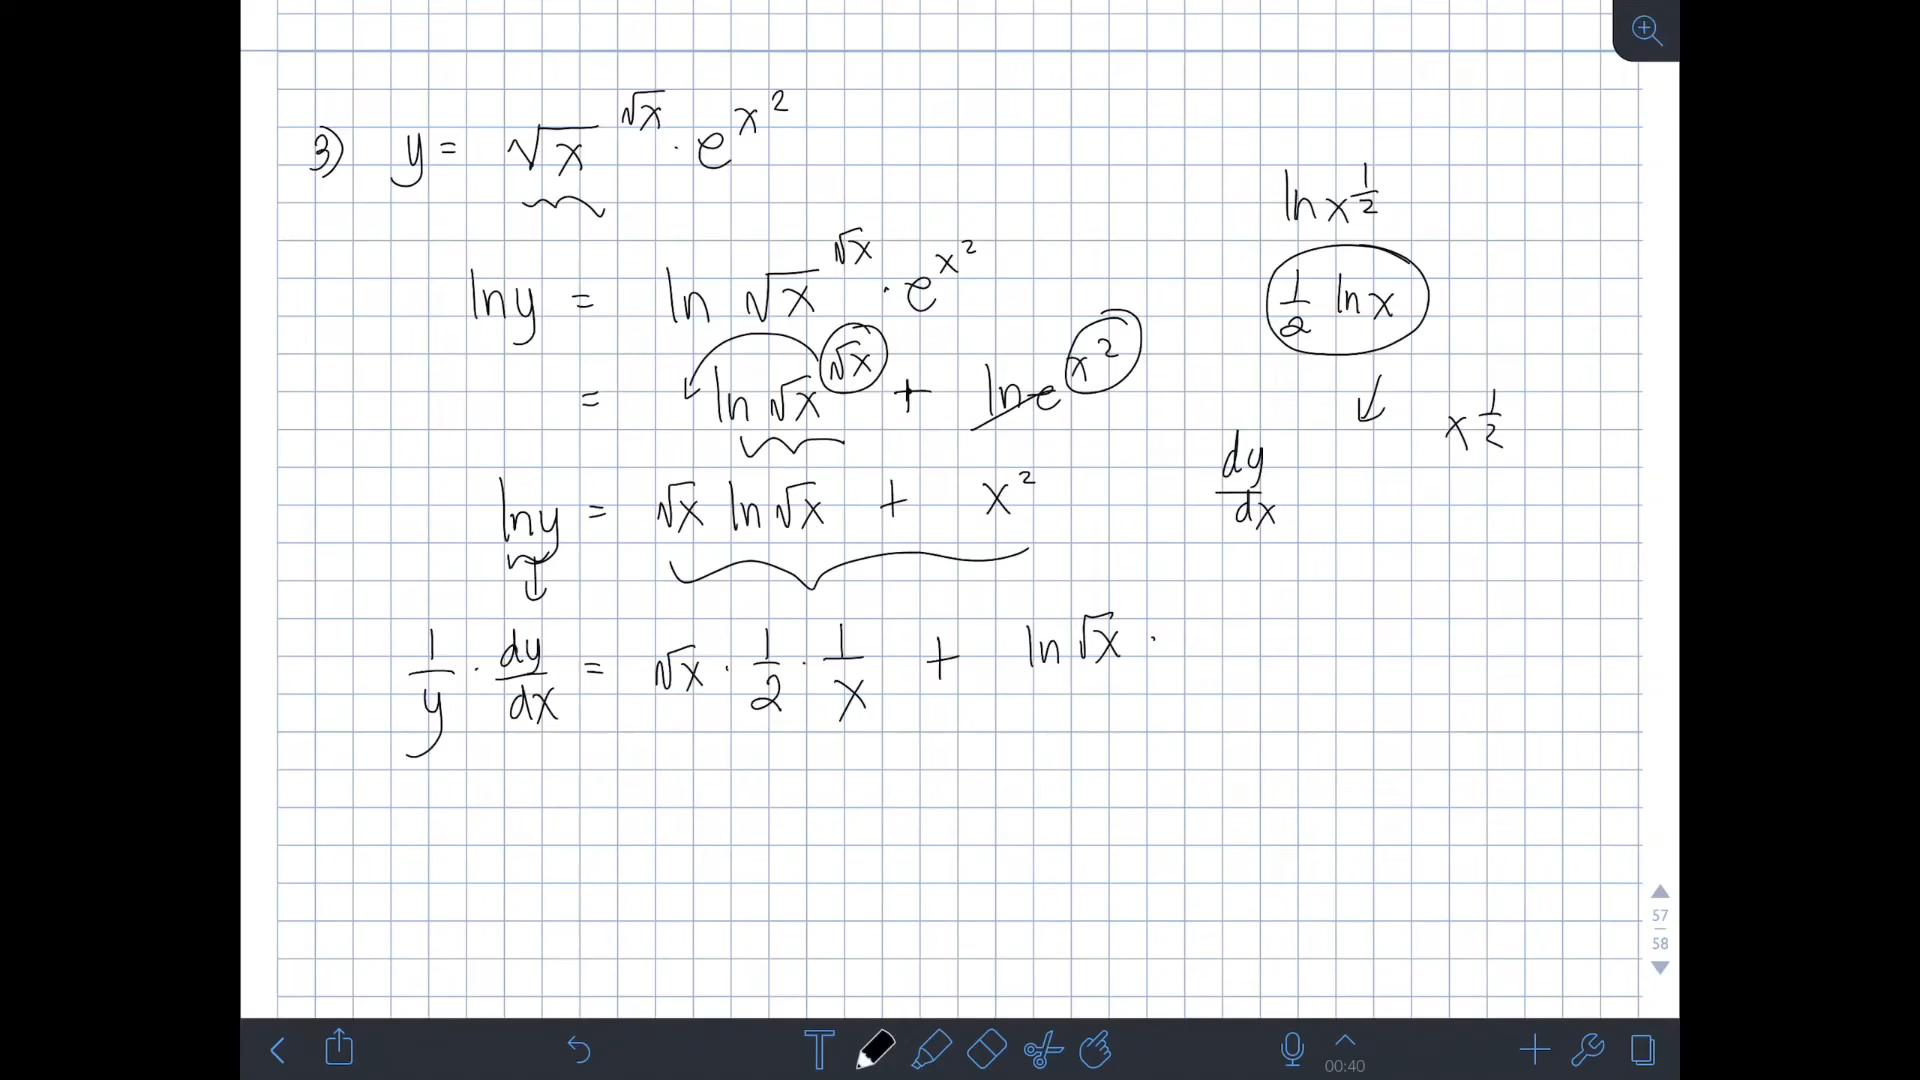 3) y = √x^√x · e^x²
ln y = ln √x^√x · e^x²
= ln √x^√x + ln e^x²
ln y = √x ln √x + x²
1/y · dy/dx = √x · 1/2 · 1/x + ln √x ·
ln x^1/2
1/2 ln x
x^1/2
dy/dx
57
58
T
00:40